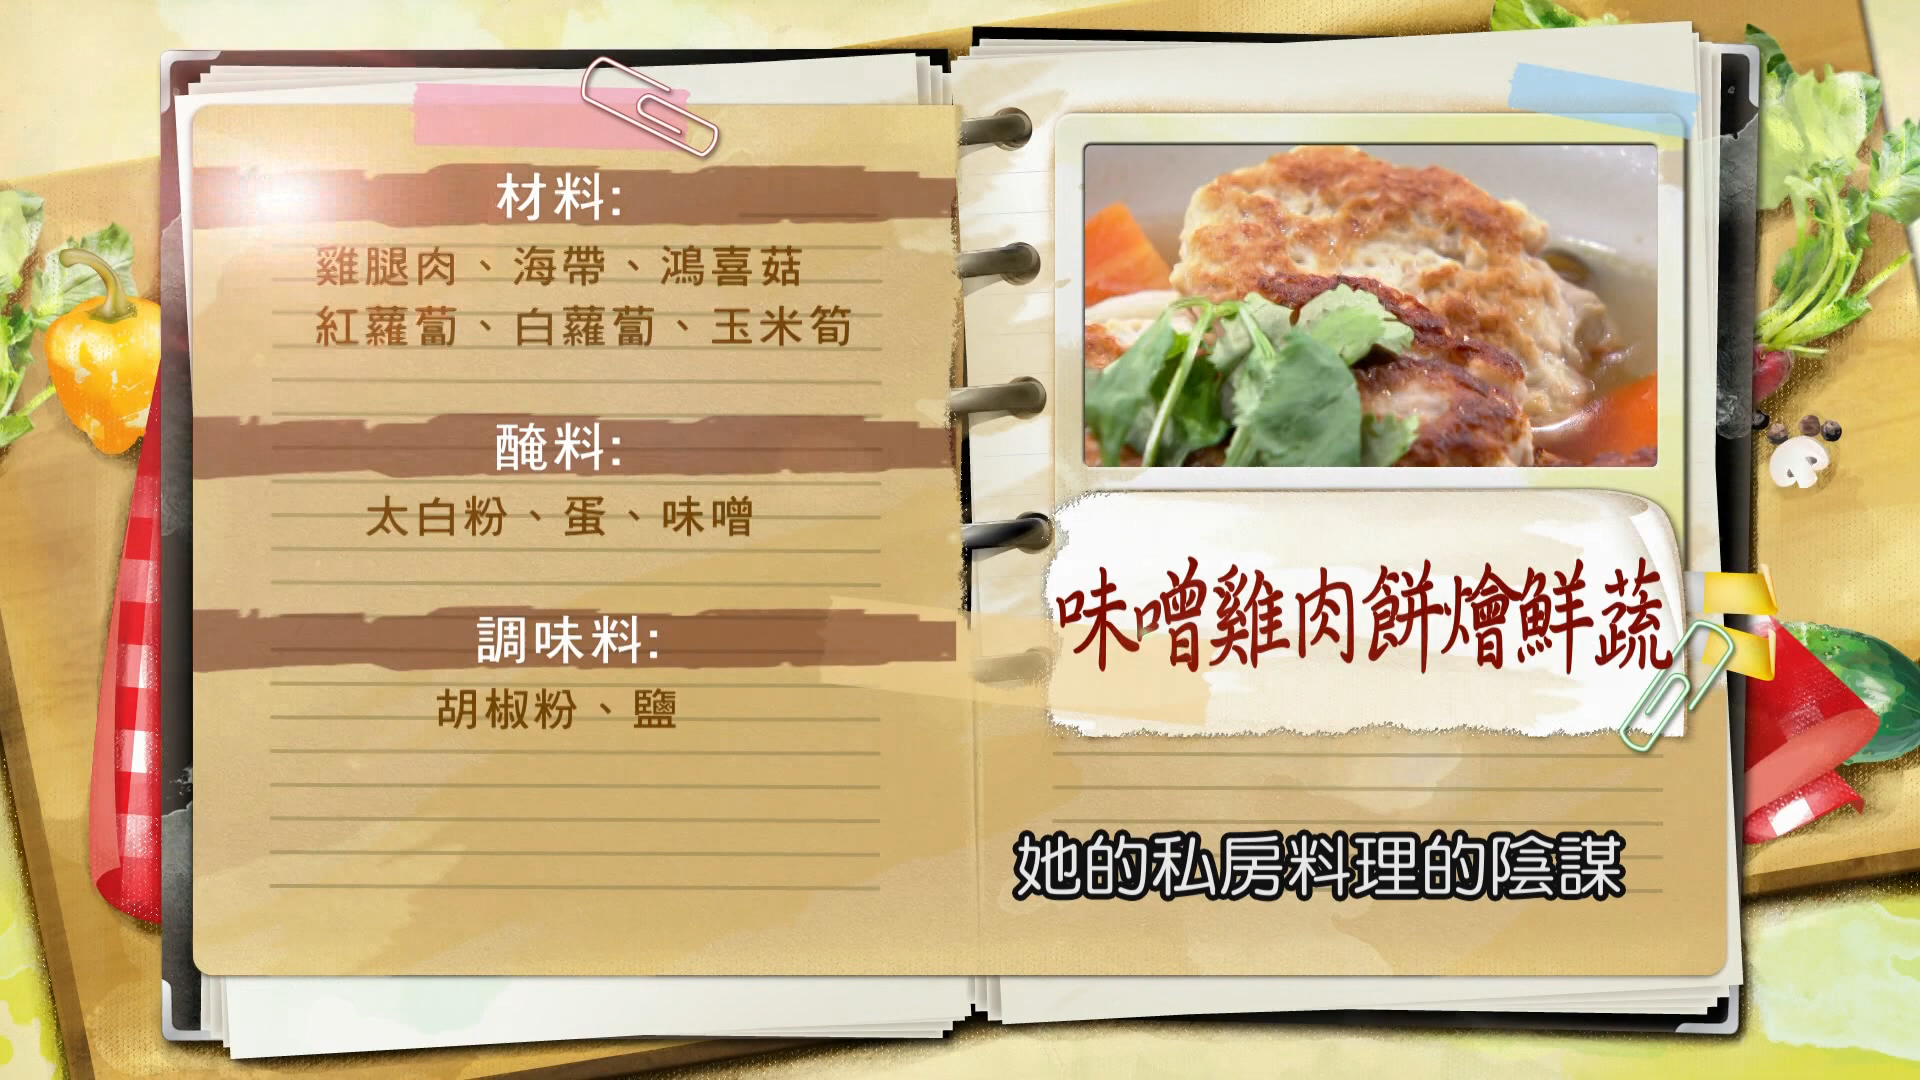 材料:
雞腿肉、海帶、鴻喜菇
紅蘿蔔、白蘿蔔、玉米筍
醃料:
太白粉、蛋、味噌
調味料:
胡椒粉、鹽
味噌雞肉餅燴鮮蔬
她的私房料理的陰謀